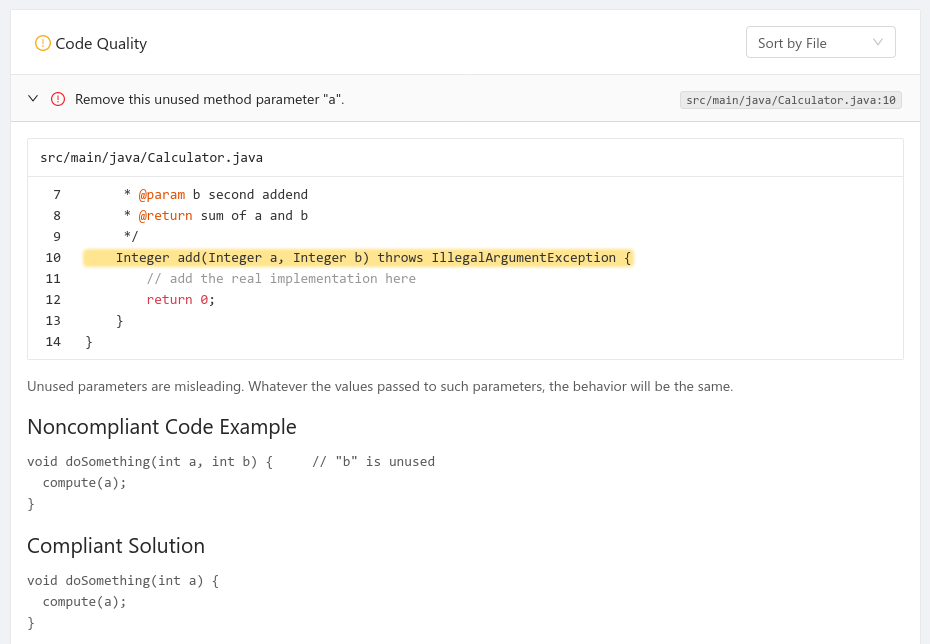 Code Quality
Sort by File
Remove this unused method parameter "a".
src/main/java/Calculator.java:10
src/main/java/Calculator.java
7     * @param b second addend
8     * @return sum of a and b
9     */
10    Integer add(Integer a, Integer b) throws IllegalArgumentException {
11        // add the real implementation here
12        return 0;
13    }
14 }
Unused parameters are misleading. Whatever the values passed to such parameters, the behavior will be the same.
Noncompliant Code Example
void doSomething(int a, int b) {     // "b" is unused
  compute(a);
}
Compliant Solution
void doSomething(int a) {
  compute(a);
}